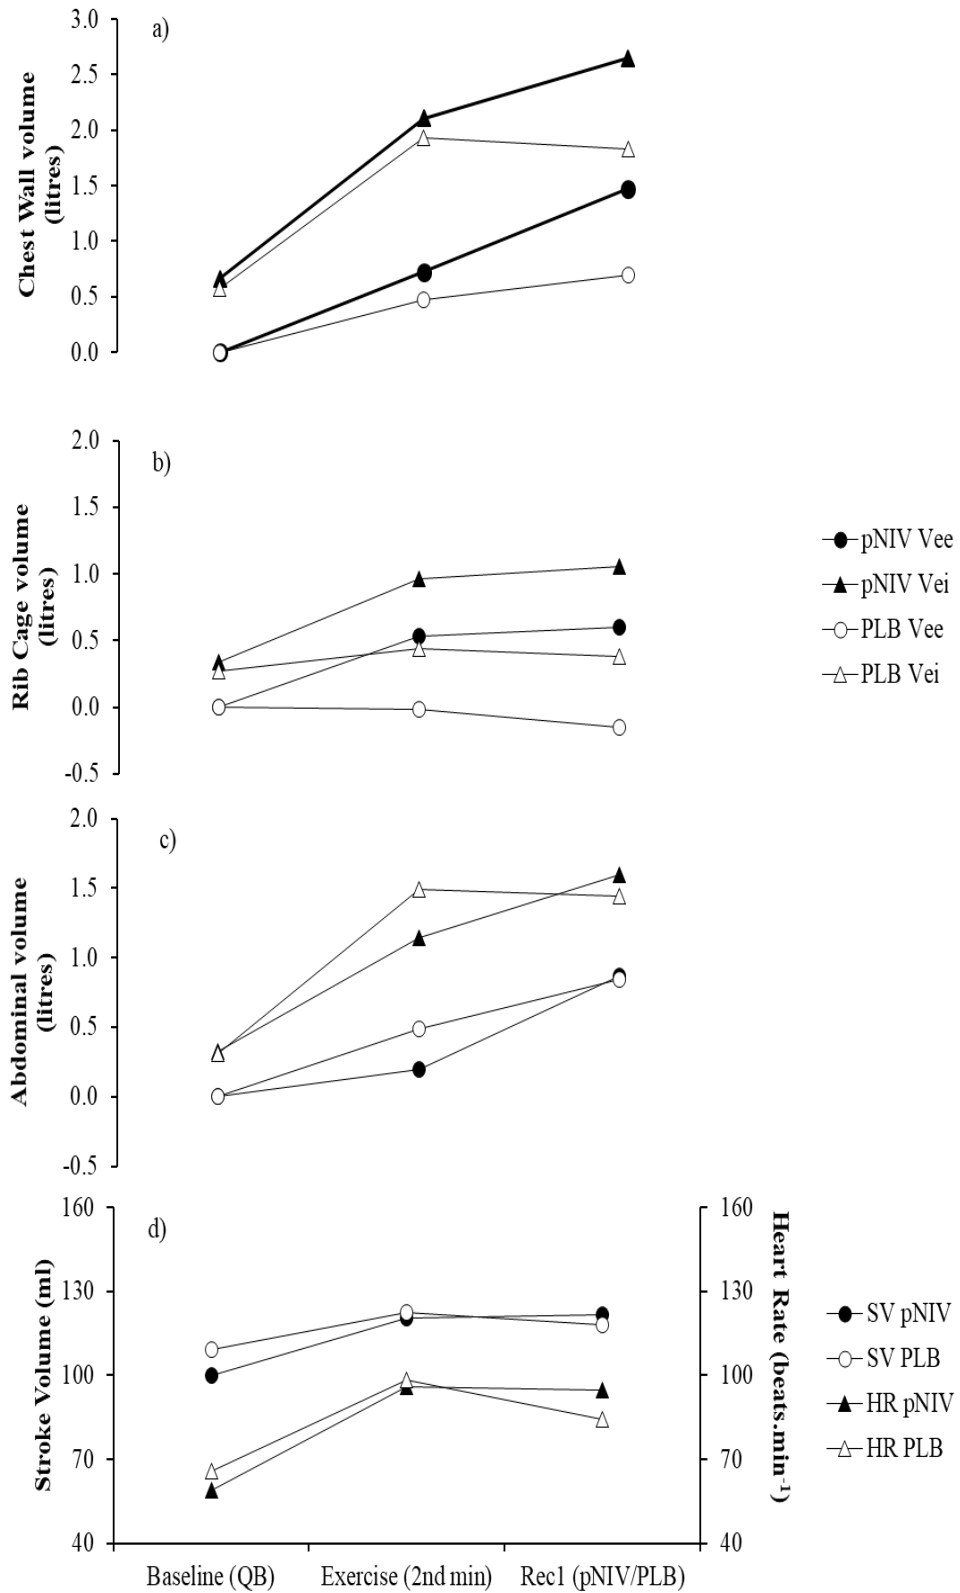 a)
3.0
2.5
2.0
1.5
1.0
0.5
0.0
Chest Wall volume
(litres)
b)
2.0
1.5
1.0
0.5
0.0
-0.5
Rib Cage volume
(litres)
pNIV Vee
pNIV Vei
PLB Vee
PLB Vei
c)
2.0
1.5
1.0
0.5
0.0
-0.5
Abdominal volume
(litres)
d)
160
130
100
70
40
Stroke Volume (ml)
160
130
100
70
40
Heart Rate (beats.min⁻¹)
SV pNIV
SV PLB
HR pNIV
HR PLB
Baseline (QB) Exercise (2nd min) Rec1 (pNIV/PLB)